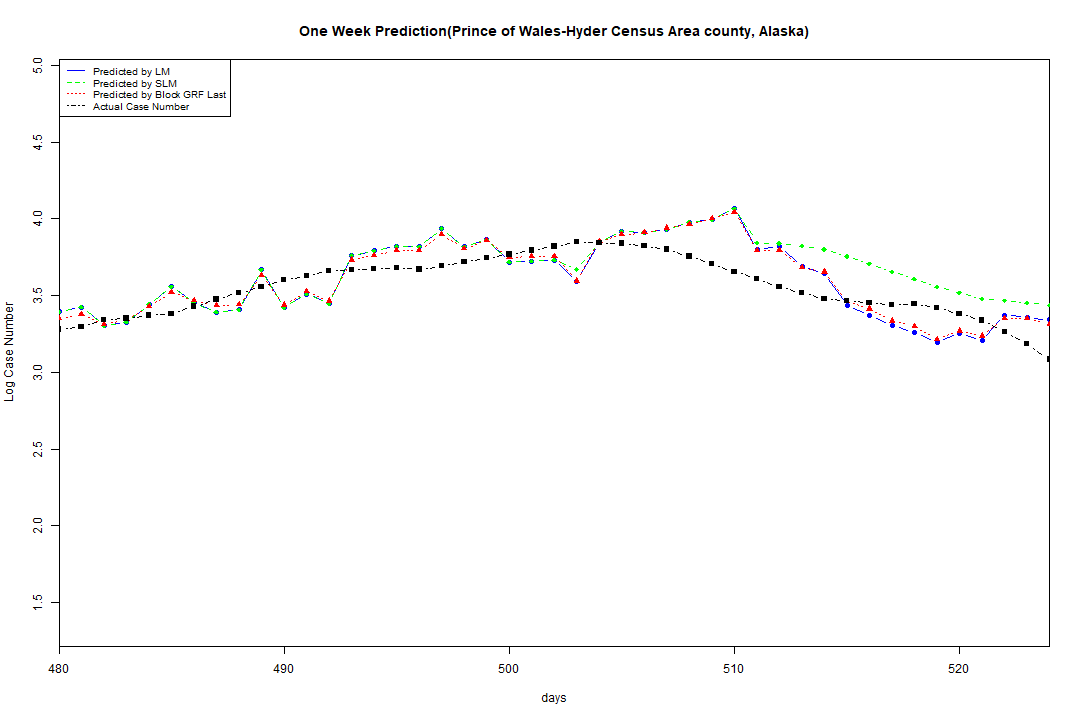 One Week Prediction(Prince of Wales-Hyder Census Area county, Alaska)
Predicted by LM
Predicted by SLM
Predicted by Block GRF Last
Actual Case Number
5.0
4.5
4.0
3.5
3.0
2.5
2.0
1.5
Log Case Number
480
490
500
510
520
days